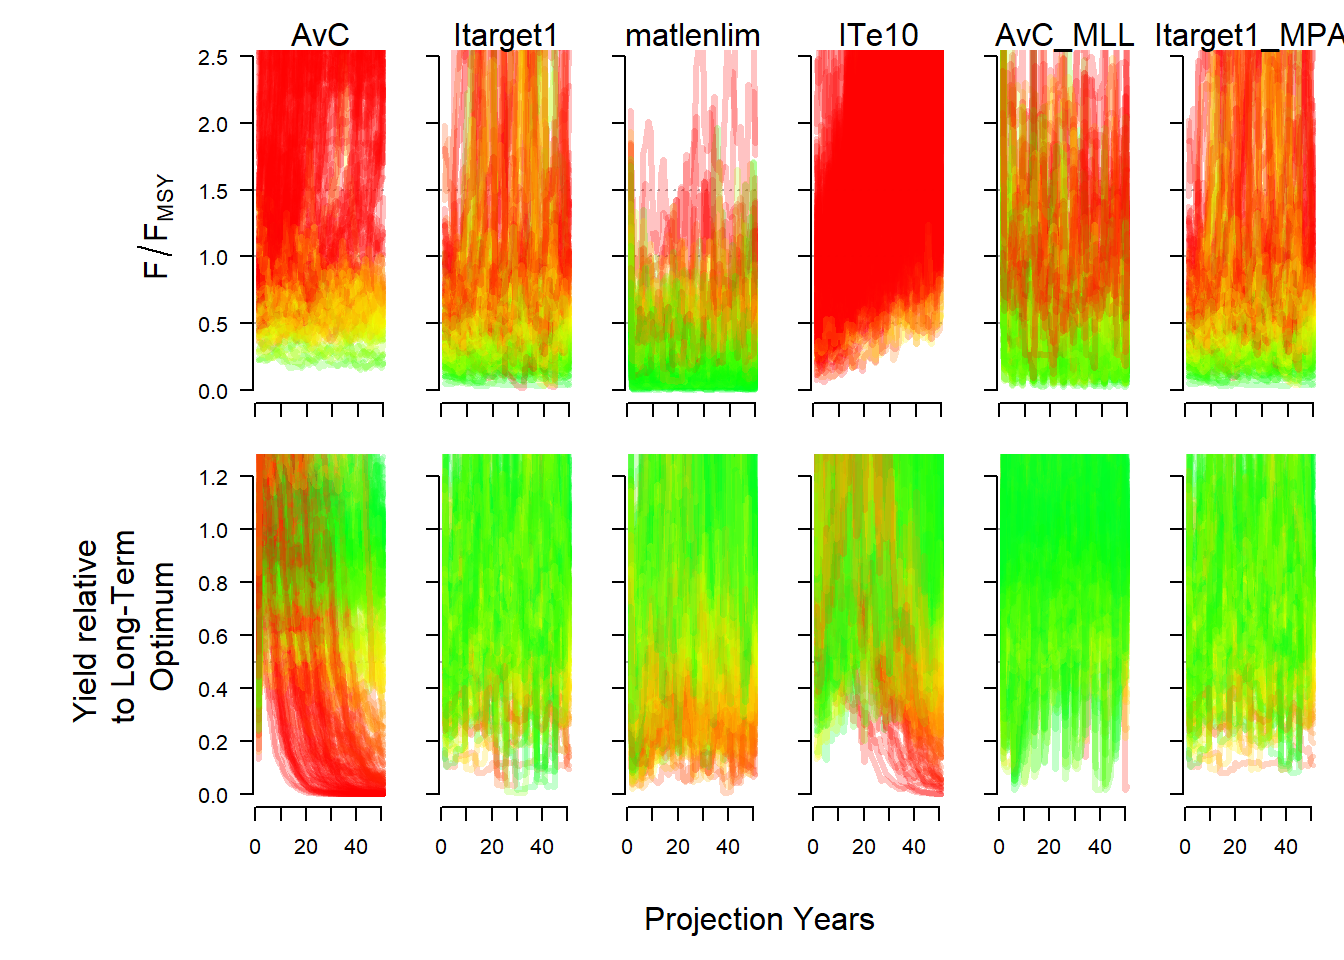 AvC Itarget1 matlenlim ITe10 AvC_MLL Itarget1_MPA
2.5
2.0
1.5
1.0
0.5
0.0
F / FMSY
1.2
1.0
0.8
0.6
0.4
0.2
0.0
Yield relative
to Long-Term
Optimum
0 20 40 0 20 40 0 20 40 0 20 40 0 20 40 0 20 40
Projection Years